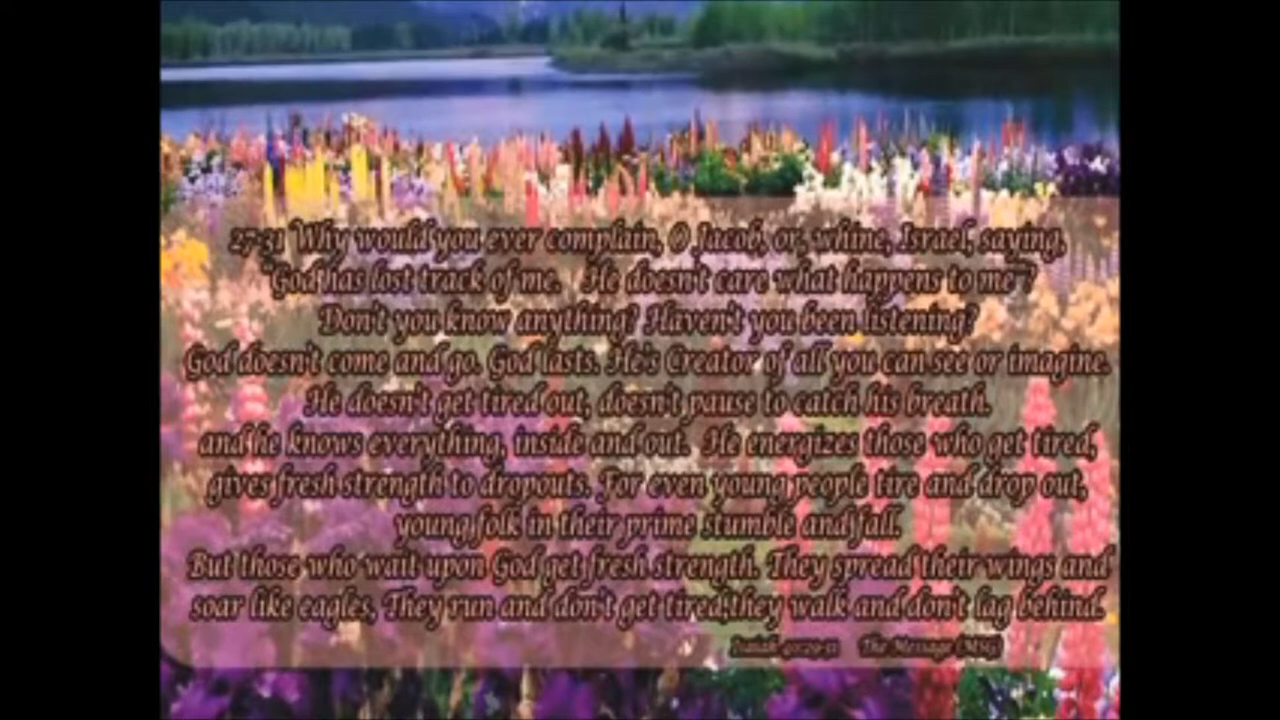 27-31 Why would you ever complain, O Jacob, or, whine, Israel, saying,
"God has lost track of me. He doesn't care what happens to me"?
Don't you know anything? Haven't you been listening?
God doesn't come and go. God lasts. He's Creator of all you can see or imagine.
He doesn't get tired out, doesn't pause to catch his breath.
and he knows everything, inside and out. He energizes those who get tired,
gives fresh strength to dropouts. For even young people tire and drop out,
young folk in their prime stumble and fall.
But those who wait upon God get fresh strength. They spread their wings and
soar like eagles, They run and don't get tired,they walk and don't lag behind.
Isaiah 40:29-31 The Message (MSG)